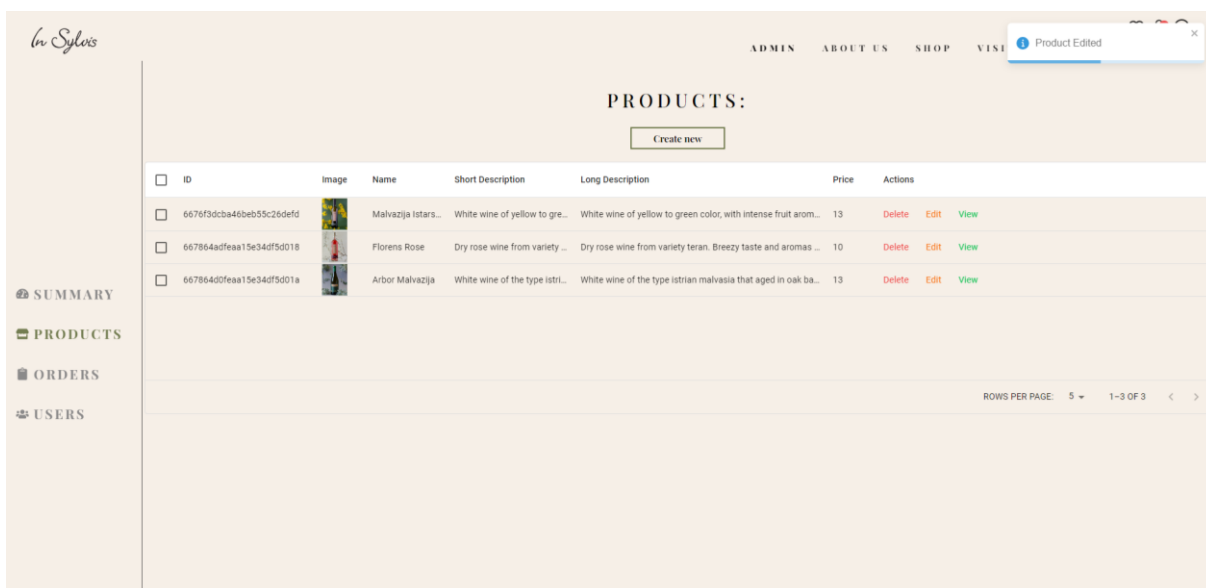 In Sylvis
ADMIN ABOUT US SHOP
Product Edited
PRODUCTS:
Create new
ID Image Name Short Description Long Description Price Actions
6676f3dcba46beb55c26defd Malvazija Istars... White wine of yellow to gre... White wine of yellow to green color, with intense fruit arom... 13 Delete Edit View
667864adfeaa15e34df5d018 Florens Rose Dry rose wine from variety ... Dry rose wine from variety teran. Breezy taste and aromas ... 10 Delete Edit View
667864d0feaa15e34df5d01a Arbor Malvazija White wine of the type istri... White wine of the type istrian malvasia that aged in oak ba... 13 Delete Edit View
SUMMARY
PRODUCTS
ORDERS
USERS
ROWS PER PAGE: 5 1–3 OF 3